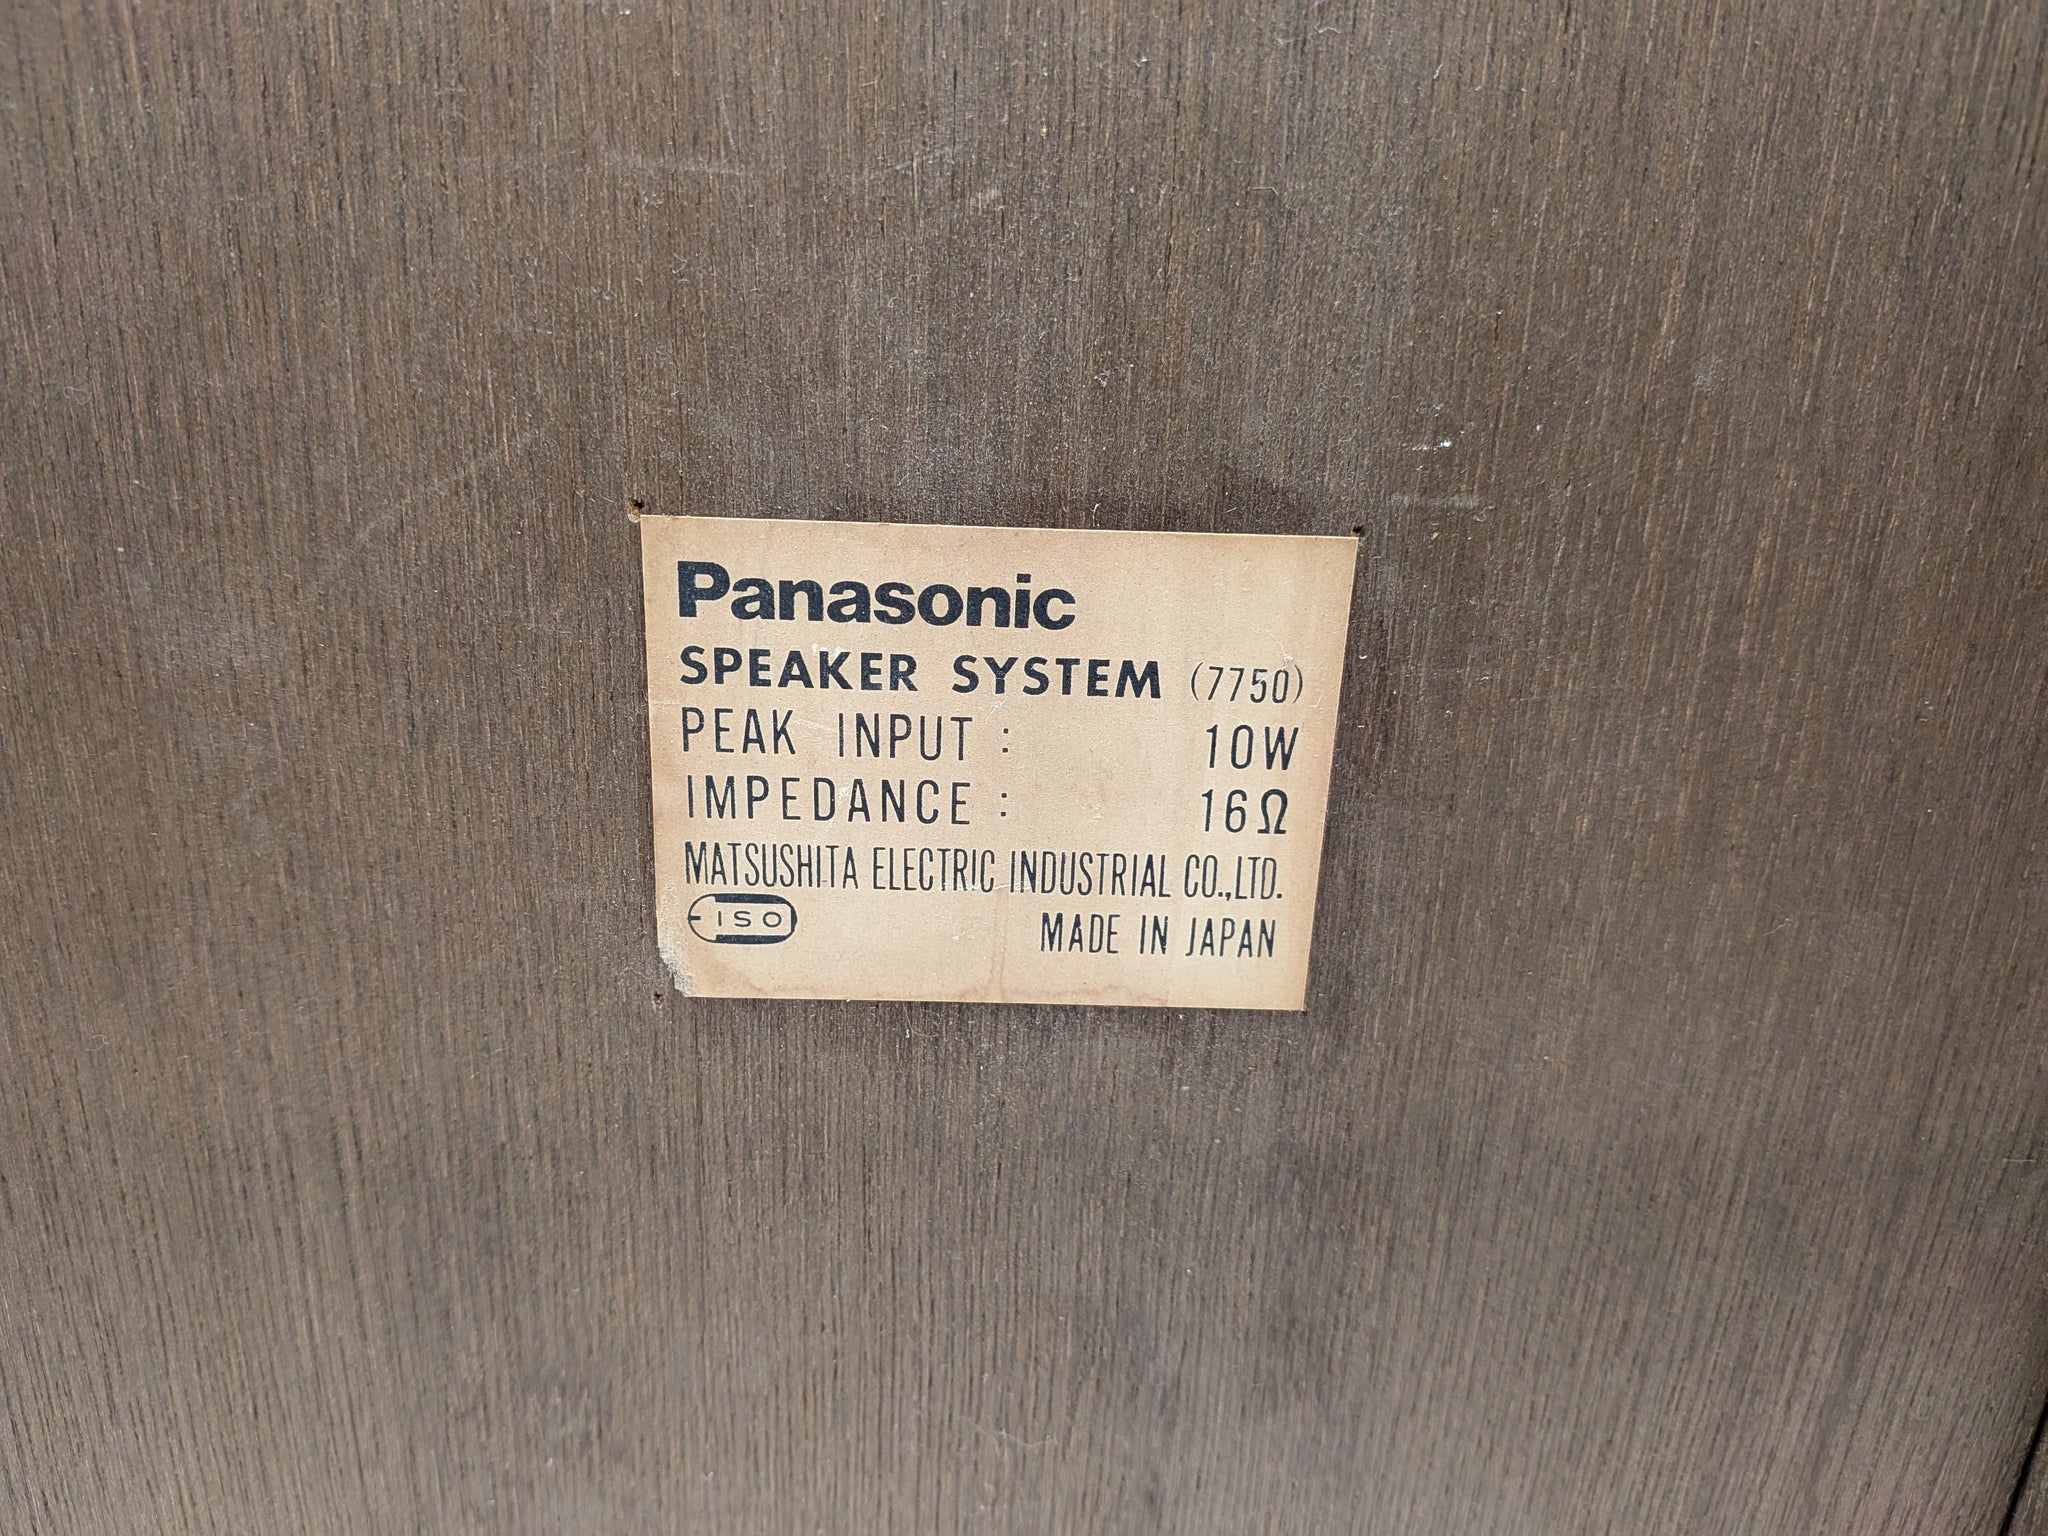 Panasonic
SPEAKER SYSTEM (7750)
PEAK INPUT : 10W
IMPEDANCE : 16Ω
MATSUSHITA ELECTRIC INDUSTRIAL CO.,LTD.
ISO MADE IN JAPAN